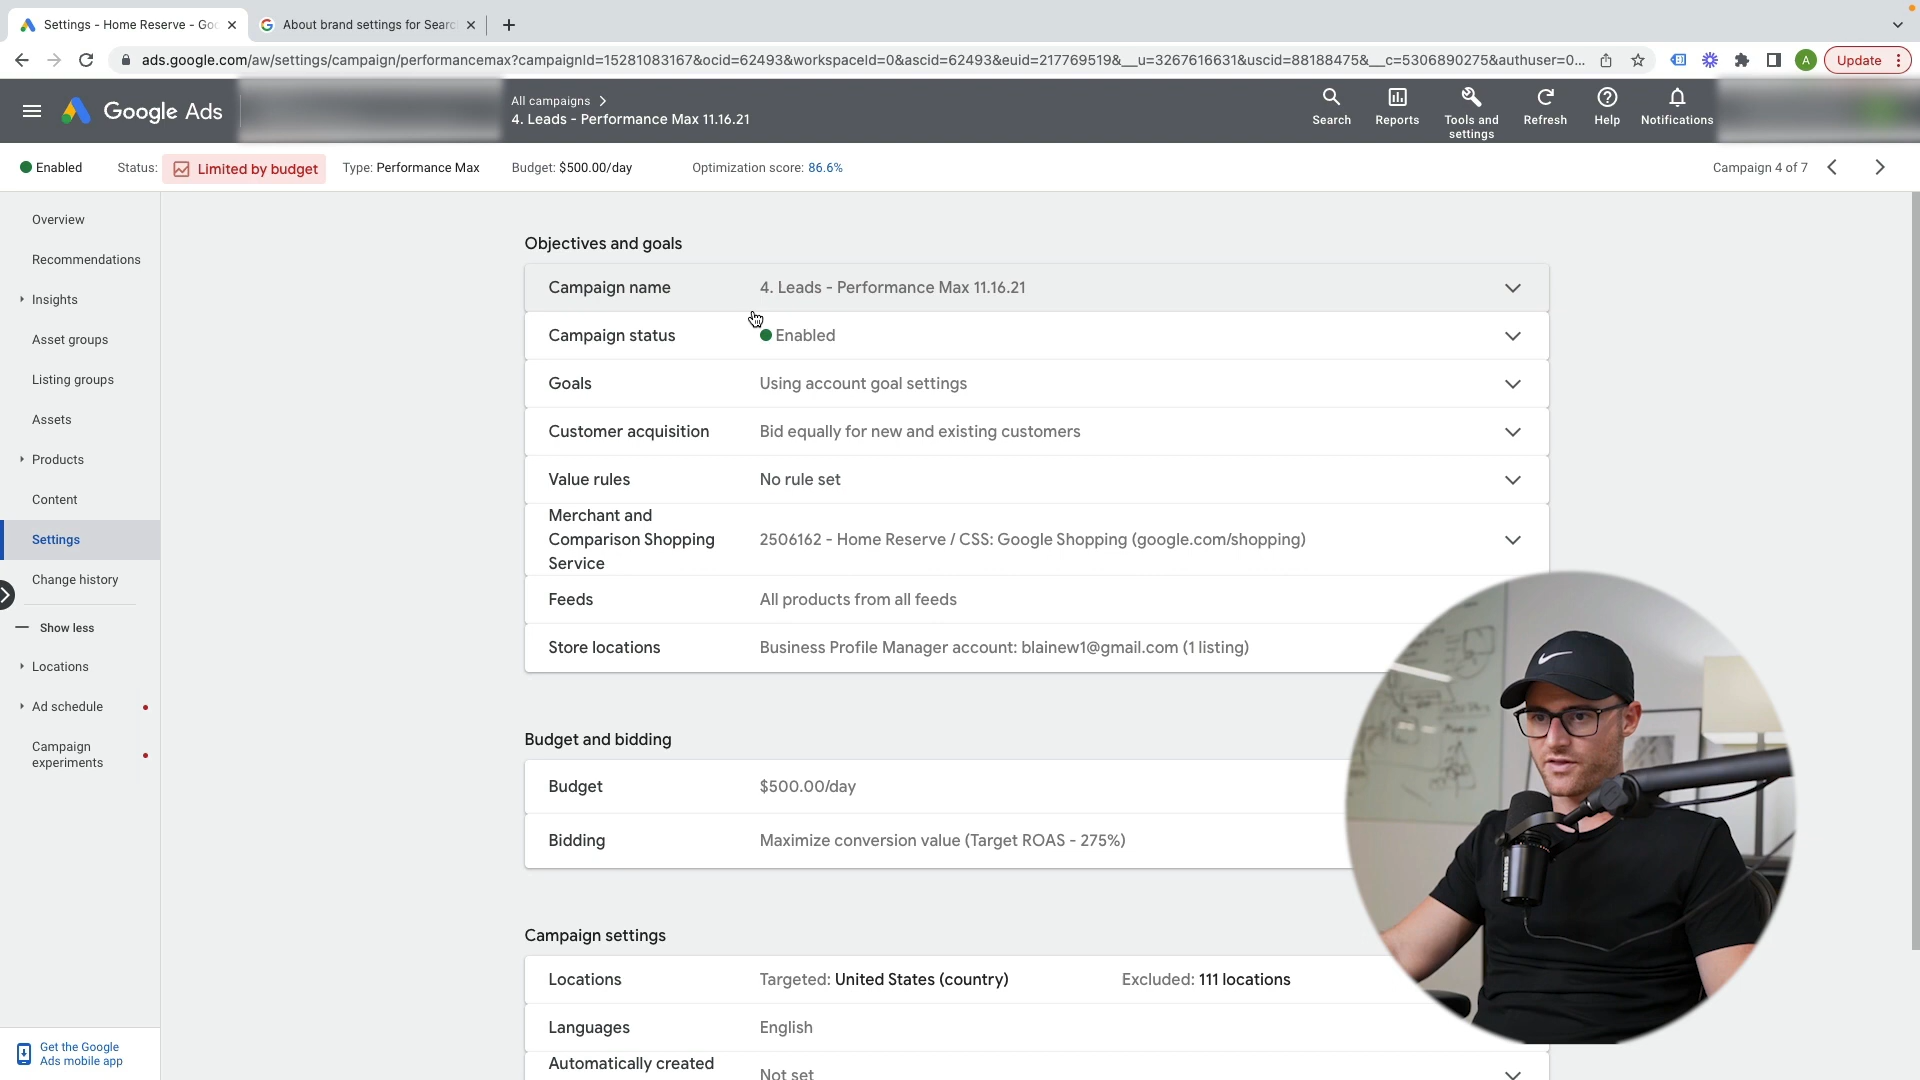 Settings - Home Reserve - Goo
About brand settings for Searc
ads.google.com/aw/settings/campaign/performancemax?campaignId=15281083167&ocid=62493&workspaceId=0&ascid=62493&euid=217769519&__u=3267616631&uscid=88188475&__c=5306890275&authuser=0...
A
Update
Google Ads
All campaigns
4. Leads - Performance Max 11.16.21
Search
Reports
Tools and
settings
Refresh
Help
Notifications
Enabled
Status: Limited by budget
Type: Performance Max
Budget: $500.00/day
Optimization score: 86.6%
Campaign 4 of 7
Overview
Recommendations
Insights
Asset groups
Listing groups
Assets
Products
Content
Settings
Change history
Show less
Locations
Ad schedule
Campaign
experiments
Get the Google
Ads mobile app
Objectives and goals
Campaign name 4. Leads - Performance Max 11.16.21
Campaign status Enabled
Goals Using account goal settings
Customer acquisition Bid equally for new and existing customers
Value rules No rule set
Merchant and
Comparison Shopping
Service
2506162 - Home Reserve / CSS: Google Shopping (google.com/shopping)
Feeds All products from all feeds
Store locations Business Profile Manager account: blainew1@gmail.com (1 listing)
Budget and bidding
Budget $500.00/day
Bidding Maximize conversion value (Target ROAS - 275%)
Campaign settings
Locations Targeted: United States (country) Excluded: 111 locations
Languages English
Automatically created
Not set